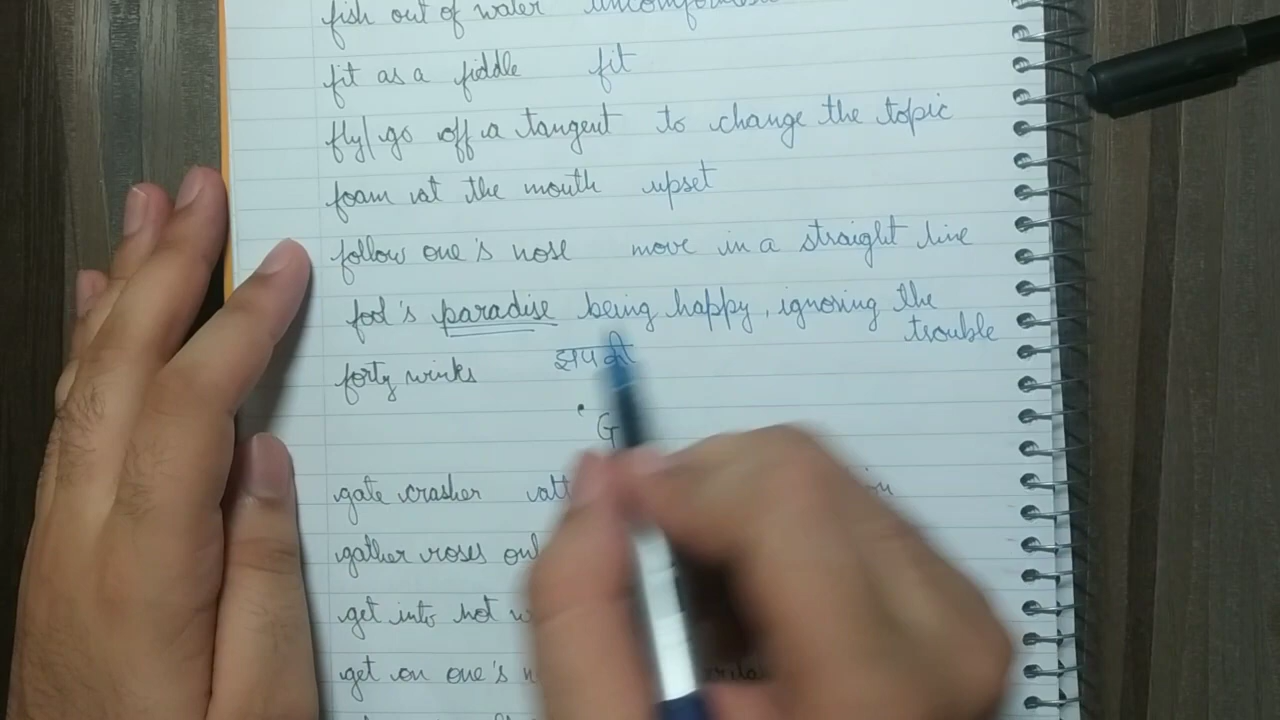 fish out of water
fit as a fiddle fit
fly/go off a tangent to change the topic
foam at the mouth upset
follow one's nose move in a straight line
fool's paradise being happy, ignoring the trouble
forty winks झपकी
G
gate crasher
gather roses
get into hot
get on one's